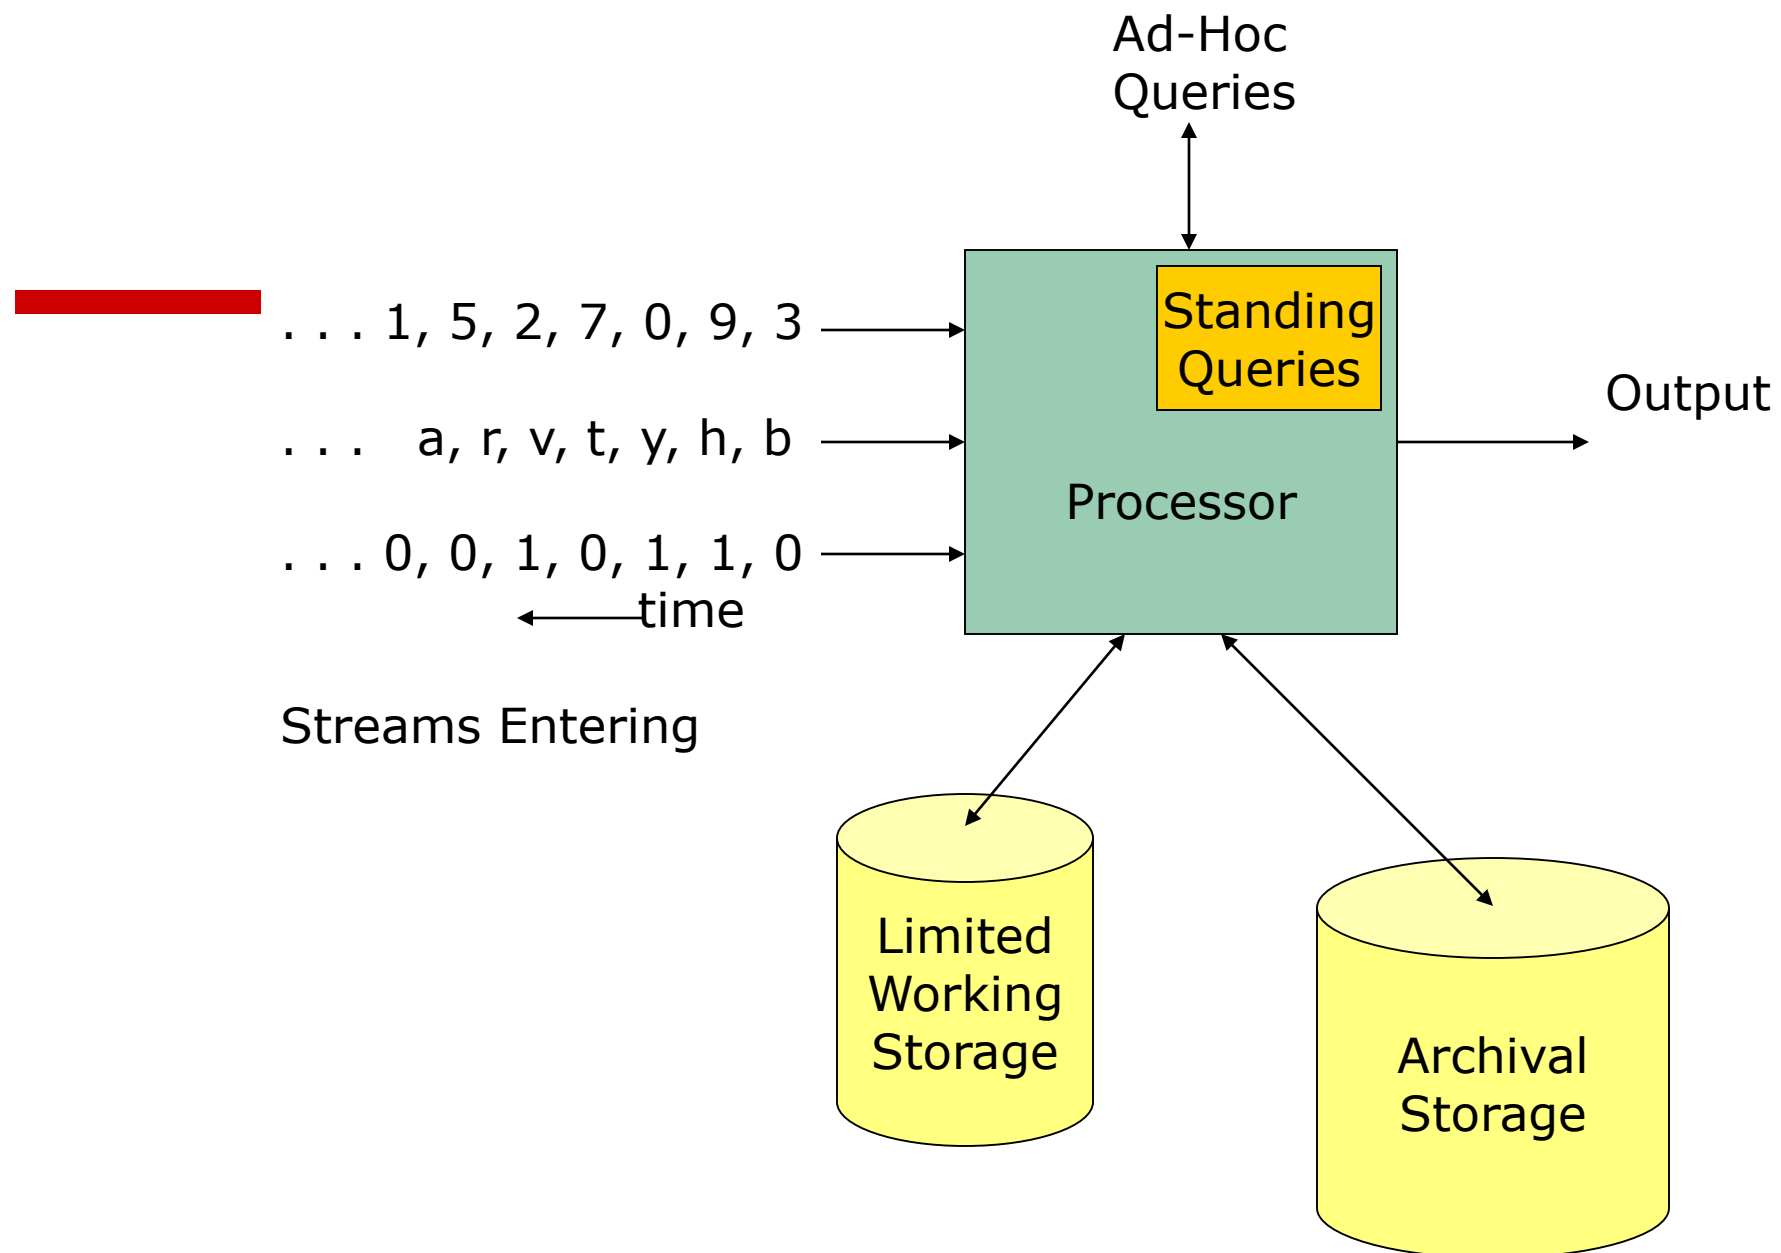 Ad-Hoc
Queries
. . . 1, 5, 2, 7, 0, 9, 3
Standing
Queries
Output
. . . a, r, v, t, y, h, b
Processor
. . . 0, 0, 1, 0, 1, 1, 0
time
Streams Entering
Limited
Working
Storage
Archival
Storage